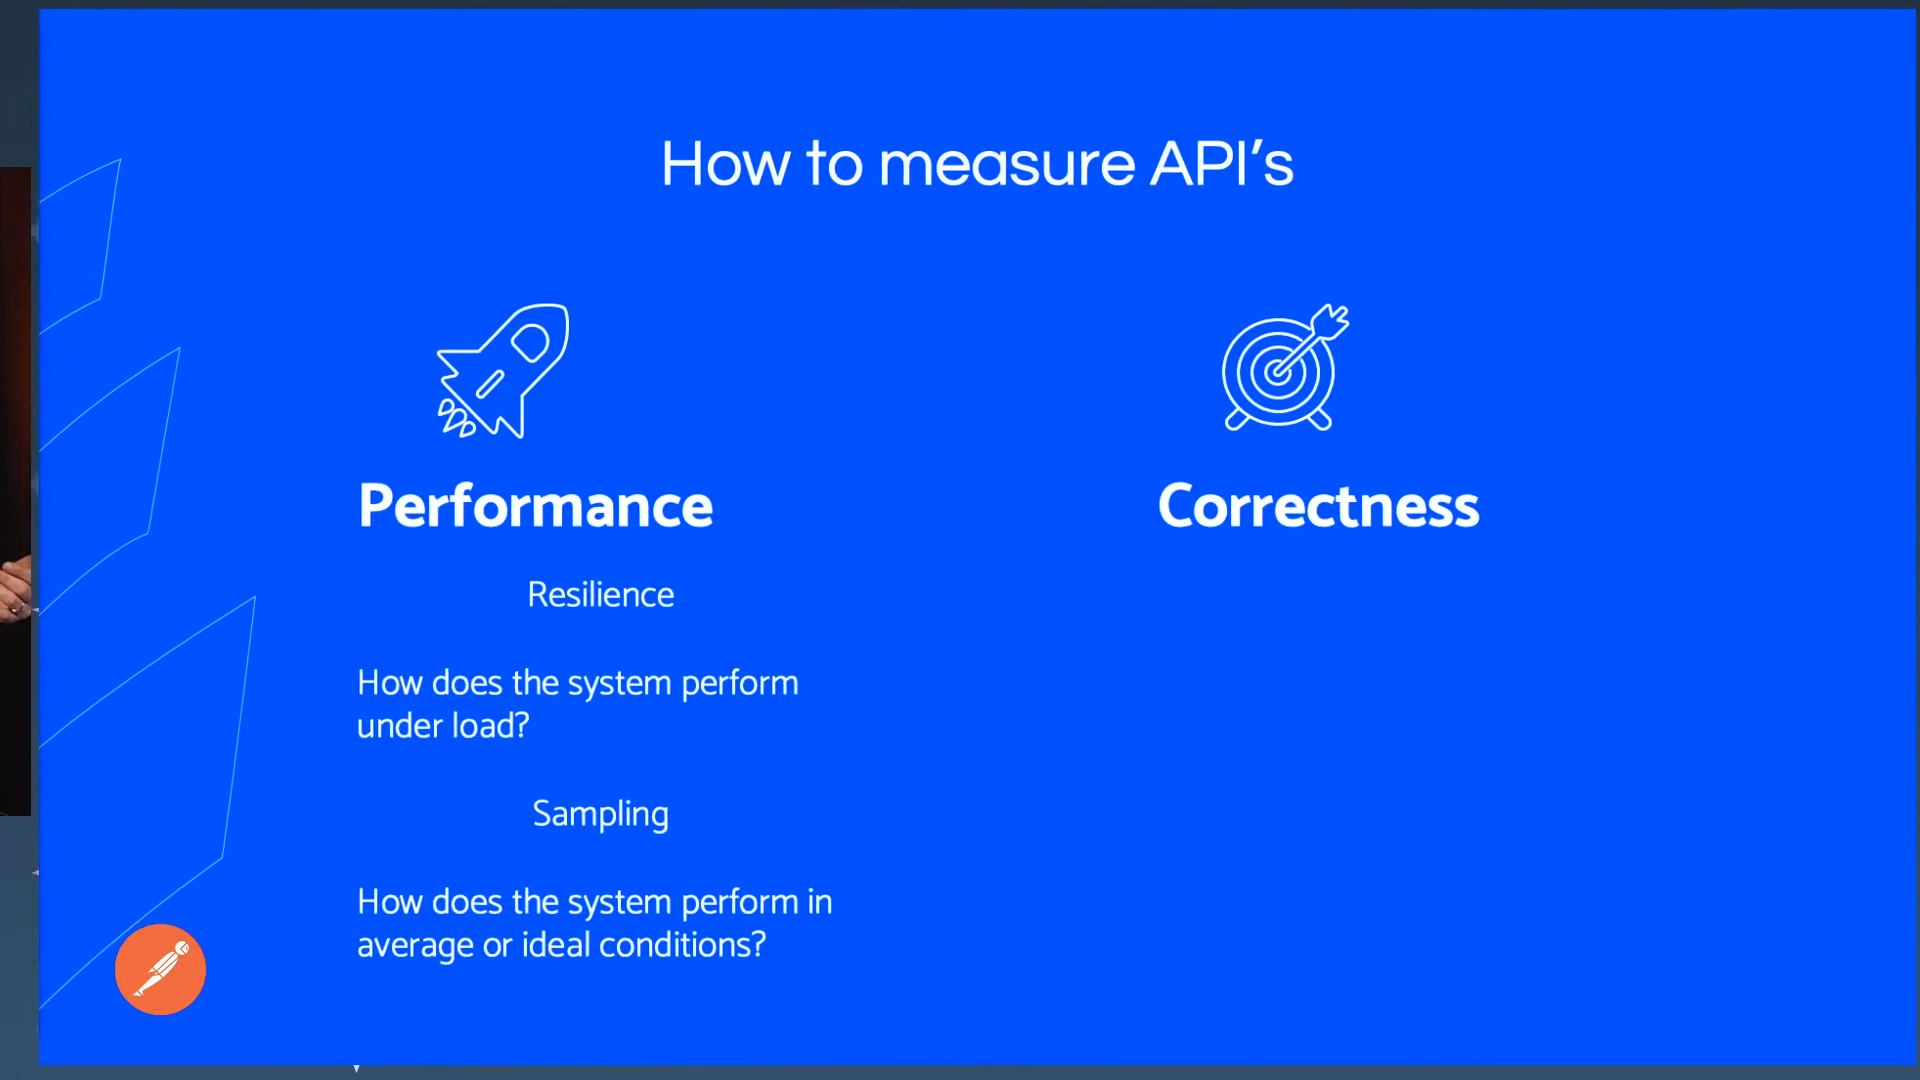 How to measure API's
Performance
Resilience
How does the system perform
under load?
Sampling
How does the system perform in
average or ideal conditions?
Correctness